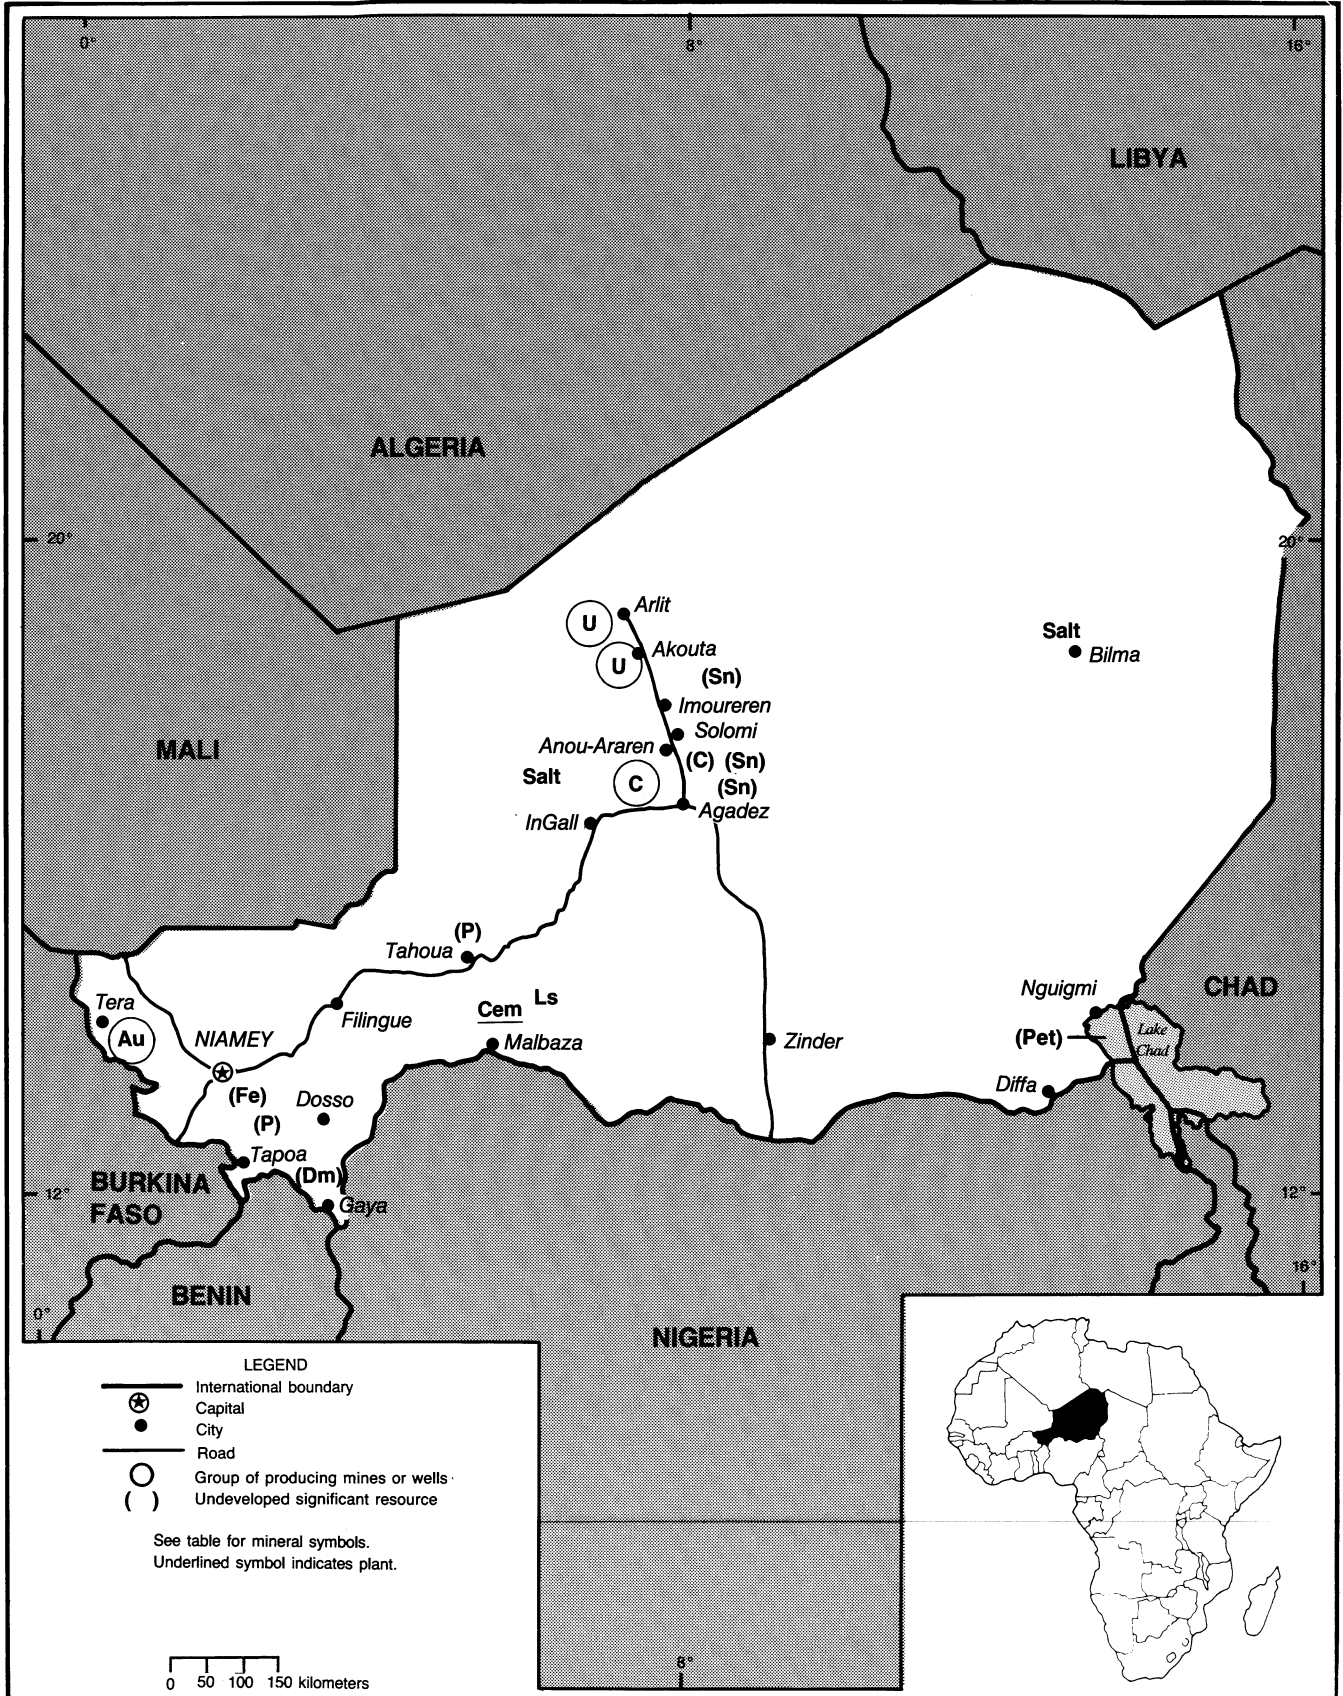 0°
8°
16°
LIBYA
ALGERIA
20°
20°
Arlit
U
Akouta
U
(Sn)
Salt
Bilma
Imoureren
Solomi
MALI
Anou-Araren
(C) (Sn)
Salt
C
(Sn)
Agadez
InGall
(P)
Tahoua
CHAD
Nguigmi
Tera
Ls
Cem
Filingue
Au
NIAMEY
Malbaza
Zinder
(Pet)
Lake
Chad
Diffa
(Fe)
Dosso
(P)
Tapoa
(Dm)
BURKINA
FASO
12°
12°
Gaya
16°
BENIN
0°
NIGERIA
LEGEND
International boundary
Capital
City
Road
Group of producing mines or wells
( ) Undeveloped significant resource
See table for mineral symbols.
Underlined symbol indicates plant.
8°
0 50 100 150 kilometers